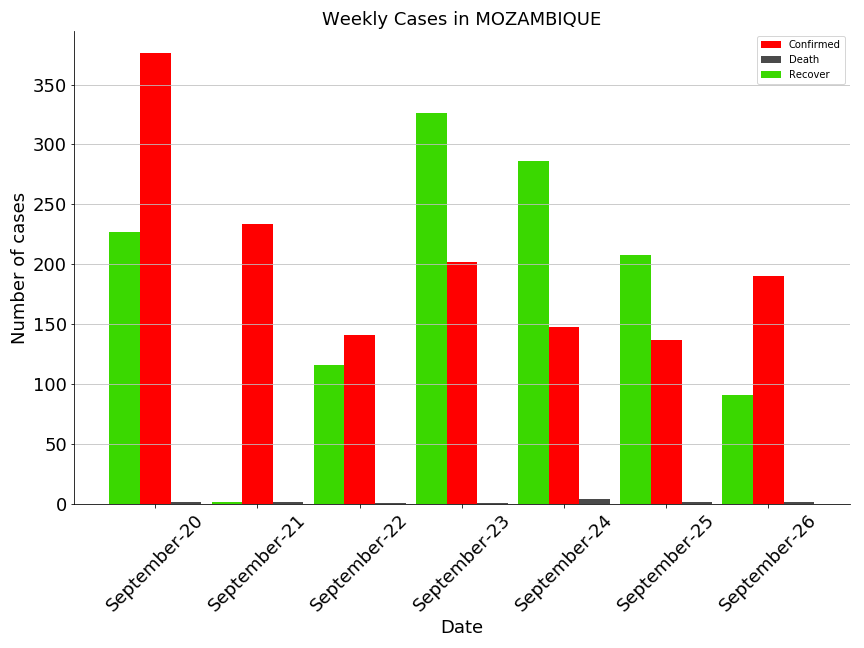 Weekly Cases in MOZAMBIQUE
Confirmed
Death
Recover
Number of cases
350
300
250
200
150
100
50
0
September-20
September-21
September-22
September-23
September-24
September-25
September-26
Date